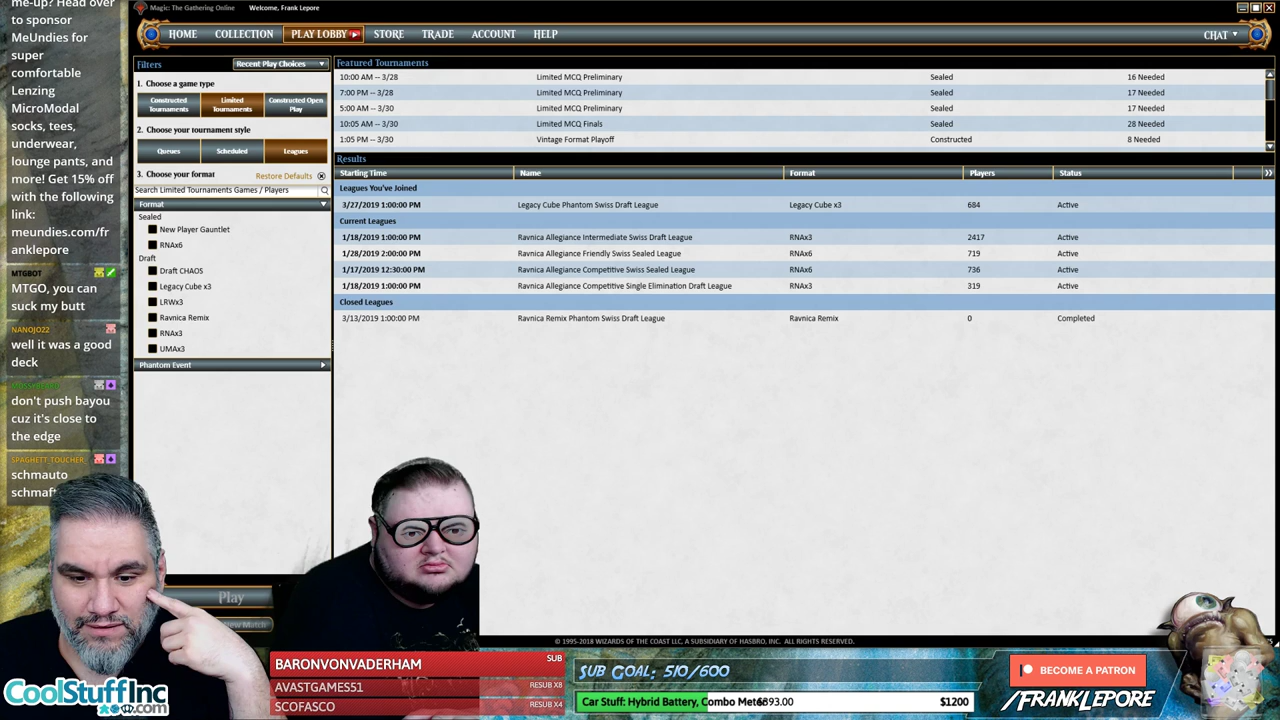 me-up? Head over
to sponsor
MeUndies for
super
comfortable
Lenzing
MicroModal
socks, tees,
underwear,
lounge pants, and
more! Get 15% off
with the following
link:
meundies.com/fr
anklepore
MTGBOT
MTGO, you can
suck my butt
NANOJO22
well it was a good
deck
don't push bayou
cuz it's close to
the edge
SPAGHETT_TOUCHER
schmauto
Magic: The Gathering Online Welcome, Frank Lepore
HOME COLLECTION PLAY LOBBY STORE TRADE ACCOUNT HELP CHAT
Filters Recent Play Choices
1. Choose a game type
Constructed Tournaments
Limited Tournaments
Constructed Open Play
2. Choose your tournament style
Queues Scheduled Leagues
3. Choose your format Restore Defaults
Search Limited Tournaments Games / Players
Format
Sealed
New Player Gauntlet
RNAx6
Draft
Draft CHAOS
Legacy Cube x3
LRWx3
Ravnica Remix
RNAx3
UMAx3
Phantom Event
Play
Featured Tournaments
10:00 AM -- 3/28 Limited MCQ Preliminary Sealed 16 Needed
7:00 PM -- 3/28 Limited MCQ Preliminary Sealed 17 Needed
5:00 AM -- 3/30 Limited MCQ Preliminary Sealed 17 Needed
10:05 AM -- 3/30 Limited MCQ Finals Sealed 28 Needed
1:05 PM -- 3/30 Vintage Format Playoff Constructed 8 Needed
Results
Starting Time Name Format Players Status
Leagues You've Joined
3/27/2019 1:00:00 PM Legacy Cube Phantom Swiss Draft League Legacy Cube x3 684 Active
Current Leagues
1/18/2019 1:00:00 PM Ravnica Allegiance Intermediate Swiss Draft League RNAx3 2417 Active
1/28/2019 2:00:00 PM Ravnica Allegiance Friendly Swiss Sealed League RNAx6 719 Active
1/17/2019 12:30:00 PM Ravnica Allegiance Competitive Swiss Sealed League RNAx6 736 Active
1/18/2019 1:00:00 PM Ravnica Allegiance Competitive Single Elimination Draft League RNAx3 319 Active
Closed Leagues
3/13/2019 1:00:00 PM Ravnica Remix Phantom Swiss Draft League Ravnica Remix 0 Completed
© 1995-2018 WIZARDS OF THE COAST LLC, A SUBSIDIARY OF HASBRO, INC. ALL RIGHTS RESERVED.
BARONVONVADERHAM SUB
AVASTGAMES51 RESUB X8
SCOFASCO RESUB X4
SUB GOAL: 510/600
Car Stuff: Hybrid Battery, Combo Meter $1200
BECOME A PATRON
/FRANKLEPORE
CoolStuffInc
.com